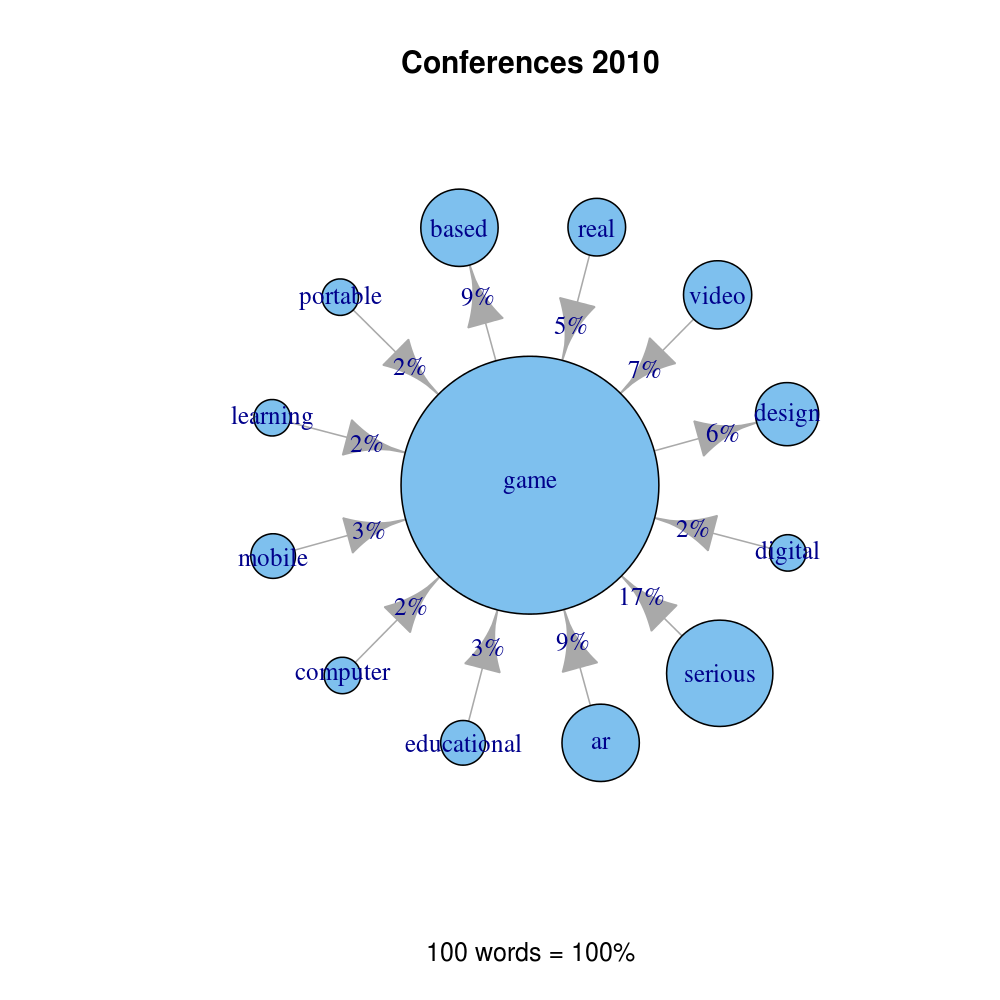 Conferences 2010
based
real
video
portable
9%
5%
7%
2%
learning
design
6%
2%
game
mobile
3%
2%
digital
2%
17%
3%
9%
computer
serious
educational
ar
100 words = 100%